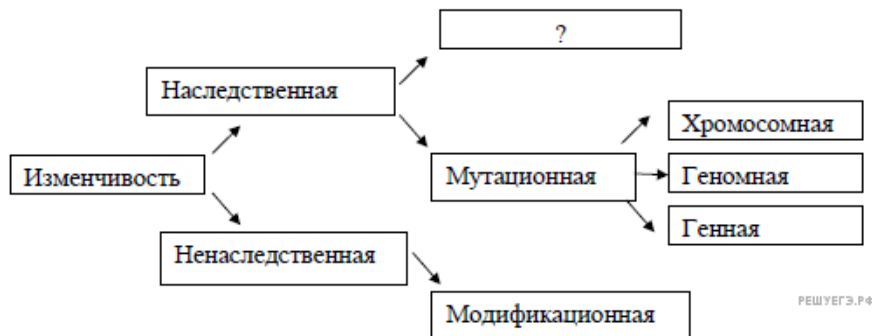 ?
Наследственная
Хромосомная
Изменчивость
Мутационная
Геномная
Генная
Ненаследственная
Модификационная
РЕШУЕГЭ.РФ